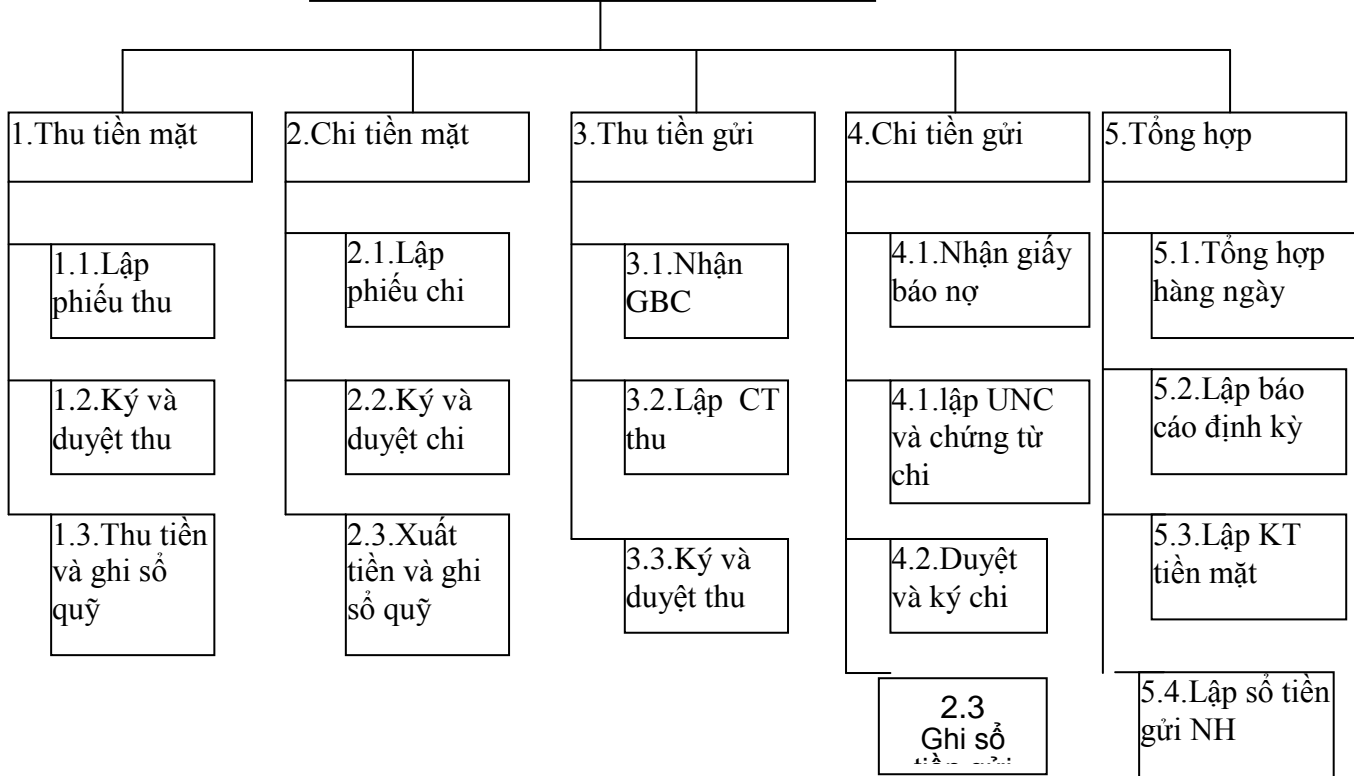 1.Thu tiền mặt
2.Chi tiền mặt
3.Thu tiền gửi
4.Chi tiền gửi
5.Tổng hợp
1.1.Lập
phiếu thu
2.1.Lập
phiếu chi
3.1.Nhận
GBC
4.1.Nhận giấy
báo nợ
5.1.Tổng hợp
hàng ngày
1.2.Ký và
duyệt thu
2.2.Ký và
duyệt chi
3.2.Lập CT
thu
4.1.lập UNC
và chứng từ
chi
5.2.Lập báo
cáo định kỳ
1.3.Thu tiền
và ghi sổ
quỹ
2.3.Xuất
tiền và ghi
sổ quỹ
3.3.Ký và
duyệt thu
4.2.Duyệt
và ký chi
5.3.Lập KT
tiền mặt
2.3
Ghi sổ
tiền gửi
5.4.Lập sổ tiền
gửi NH